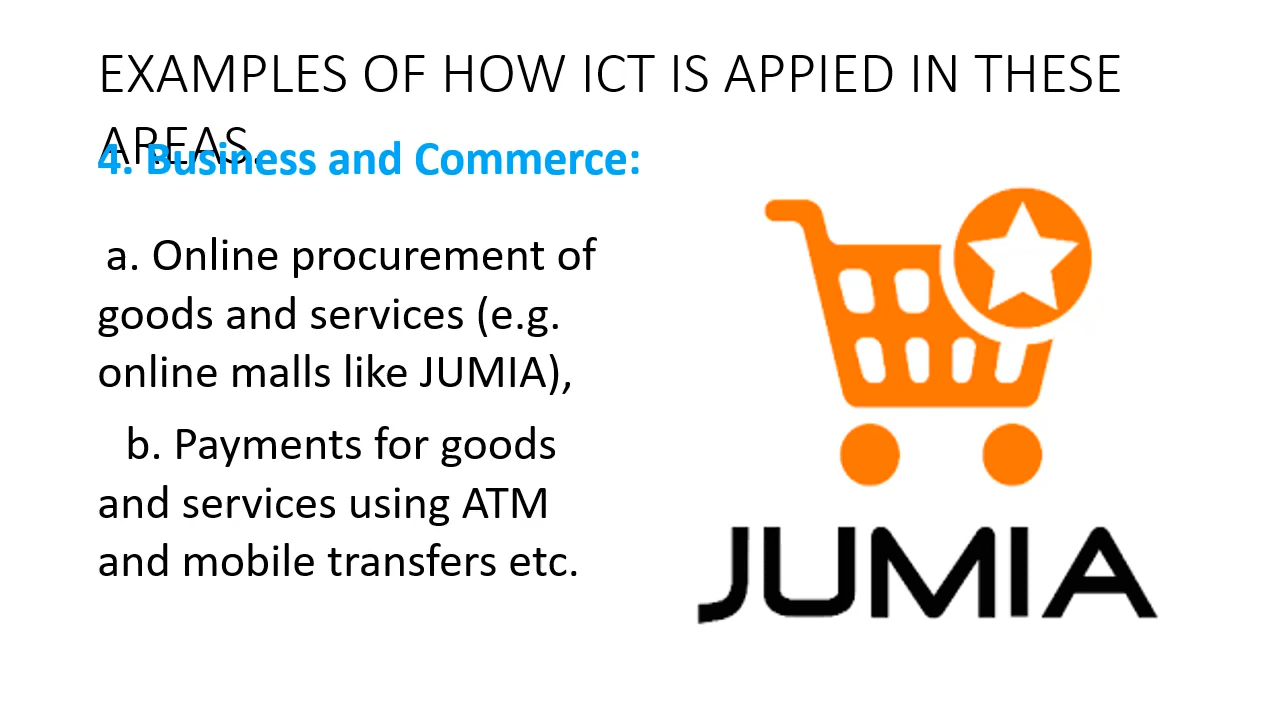 EXAMPLES OF HOW ICT IS APPIED IN THESE
AREAS.
4. Business and Commerce:
a. Online procurement of
goods and services (e.g.
online malls like JUMIA),
b. Payments for goods
and services using ATM
and mobile transfers etc.
JUMIA